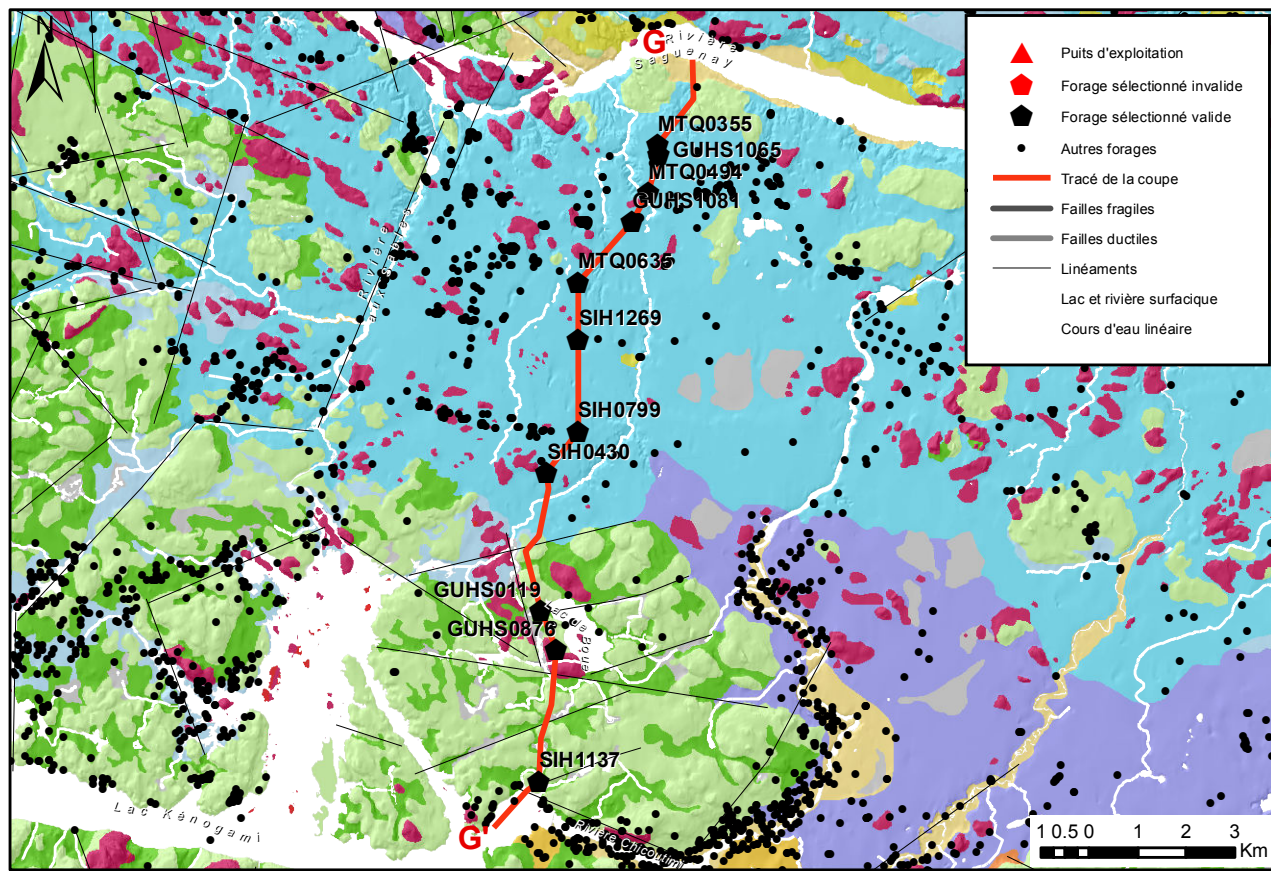 N
G
Rivière
Saguenay
Puits d'exploitation
Forage sélectionné invalide
Forage sélectionné valide
Autres forages
Tracé de la coupe
Failles fragiles
Failles ductiles
Linéaments
Lac et rivière surfacique
Cours d'eau linéaire
MTQ0355
GUHS1065
MTQ0494
GUHS1081
Rivière
aux Sables
MTQ0635
SIH1269
SIH0799
SIH0430
GUHS0119
Lac de
GUHS0876
SIH1137
Lac Kénogami
G'
Rivière Chicoutimi
1 0.5 0 1 2 3
Km